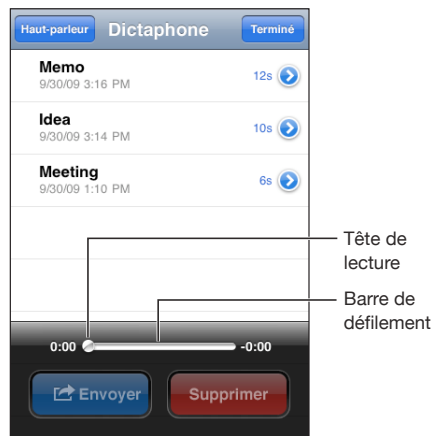 Haut-parleur Dictaphone Terminé
Memo
9/30/09 3:16 PM 12s
Idea
9/30/09 3:14 PM 10s
Meeting
9/30/09 1:10 PM 6s
Tête de
lecture
Barre de
défilement
0:00 -0:00
Envoyer Supprimer